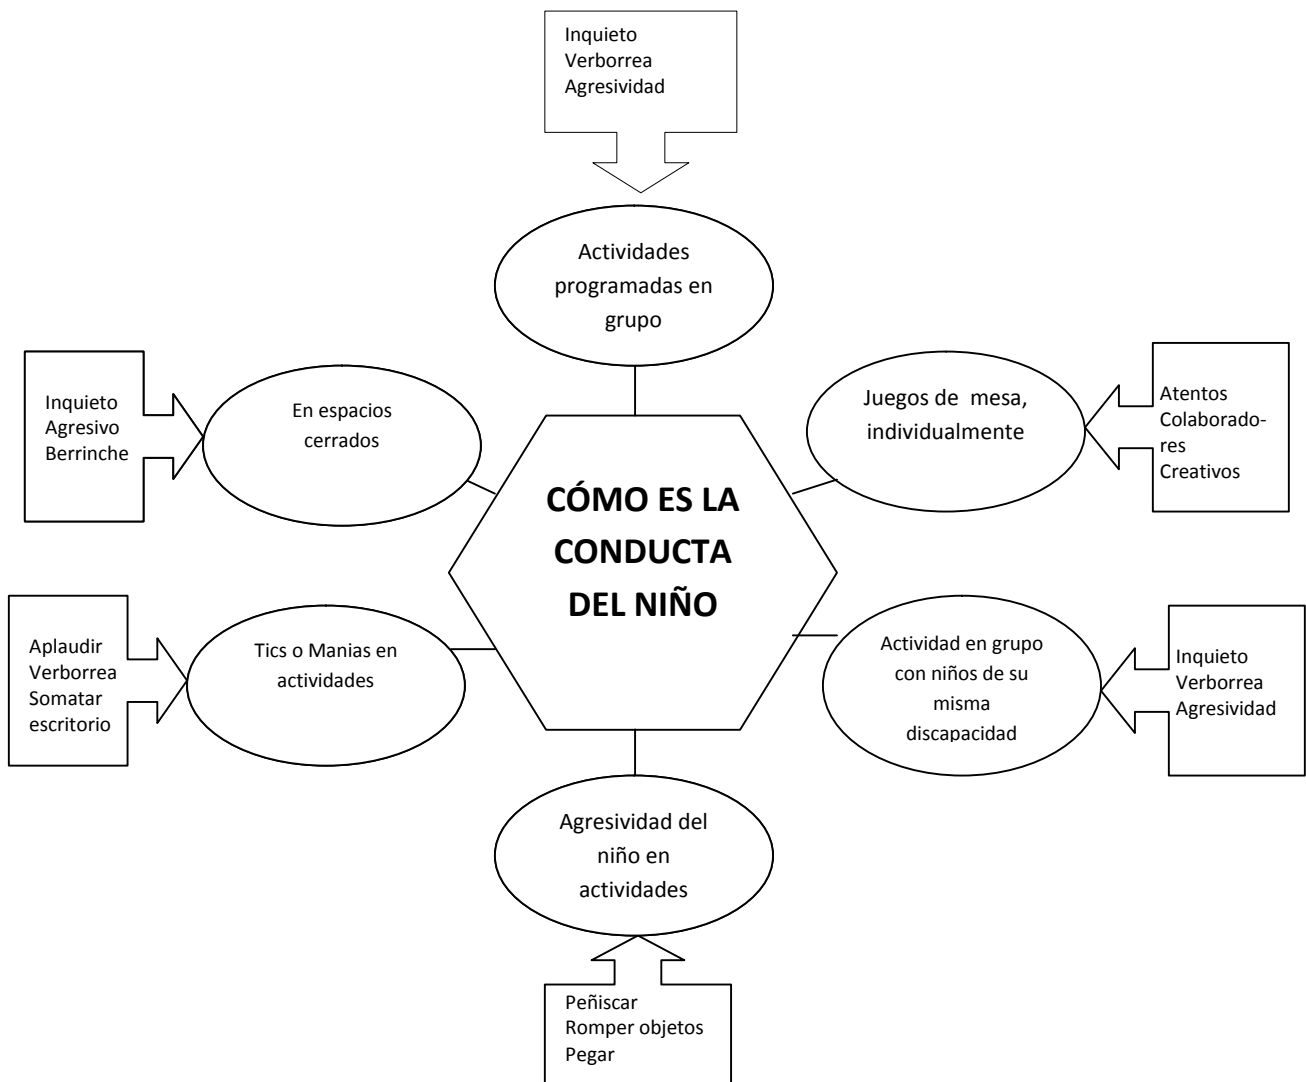 Inquieto
Verborrea
Agresividad
Actividades
programadas en
grupo
Inquieto
Agresivo
Berrinche
En espacios
cerrados
Juegos de mesa,
individualmente
Atentos
Colaborado-
res
Creativos
CÓMO ES LA
CONDUCTA
DEL NIÑO
Aplaudir
Verborrea
Somatar
escritorio
Tics o Manias en
actividades
Actividad en grupo
con niños de su
misma
discapacidad
Inquieto
Verborrea
Agresividad
Agresividad del
niño en
actividades
Peñiscar
Romper objetos
Pegar